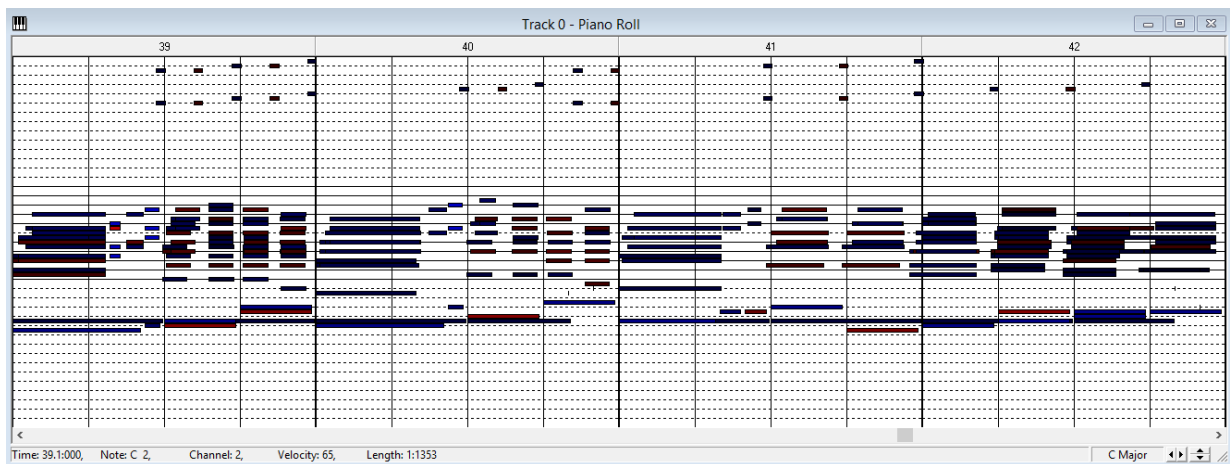 Track 0 - Piano Roll
39 40 41 42
Time: 39.1:000, Note: C 2, Channel: 2, Velocity: 65, Length: 1:1353 C Major